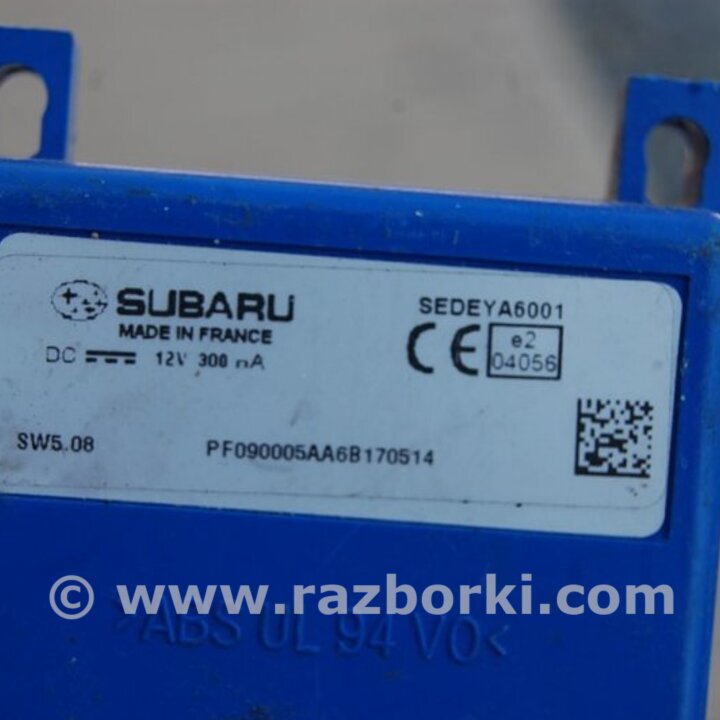 SUBARU
SEDEYA6001
MADE IN FRANCE
DC 12V 300 mA
CE
e2
04056
SW5.08
PF090005AA6B170514
© www.razborki.com
>ABS UL 94 V0<